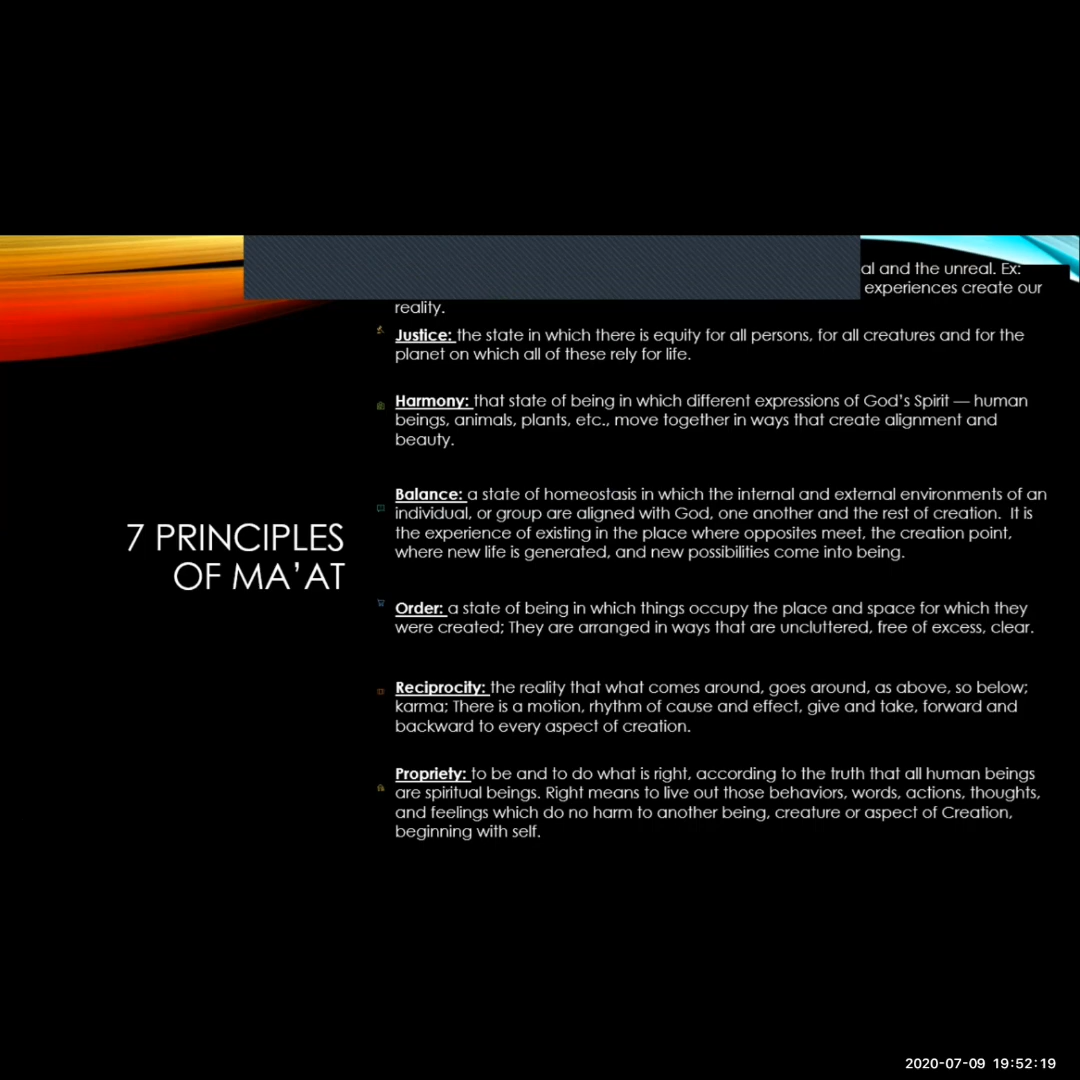 7 PRINCIPLES
OF MA’AT
al and the unreal. Ex:
experiences create our
reality.
Justice: the state in which there is equity for all persons, for all creatures and for the
planet on which all of these rely for life.
Harmony: that state of being in which different expressions of God’s Spirit — human
beings, animals, plants, etc., move together in ways that create alignment and
beauty.
Balance: a state of homeostasis in which the internal and external environments of an
individual, or group are aligned with God, one another and the rest of creation. It is
the experience of existing in the place where opposites meet, the creation point,
where new life is generated, and new possibilities come into being.
Order: a state of being in which things occupy the place and space for which they
were created; They are arranged in ways that are uncluttered, free of excess, clear.
Reciprocity: the reality that what comes around, goes around, as above, so below;
karma; There is a motion, rhythm of cause and effect, give and take, forward and
backward to every aspect of creation.
Propriety: to be and to do what is right, according to the truth that all human beings
are spiritual beings. Right means to live out those behaviors, words, actions, thoughts,
and feelings which do no harm to another being, creature or aspect of Creation,
beginning with self.
2020-07-09 19:52:19